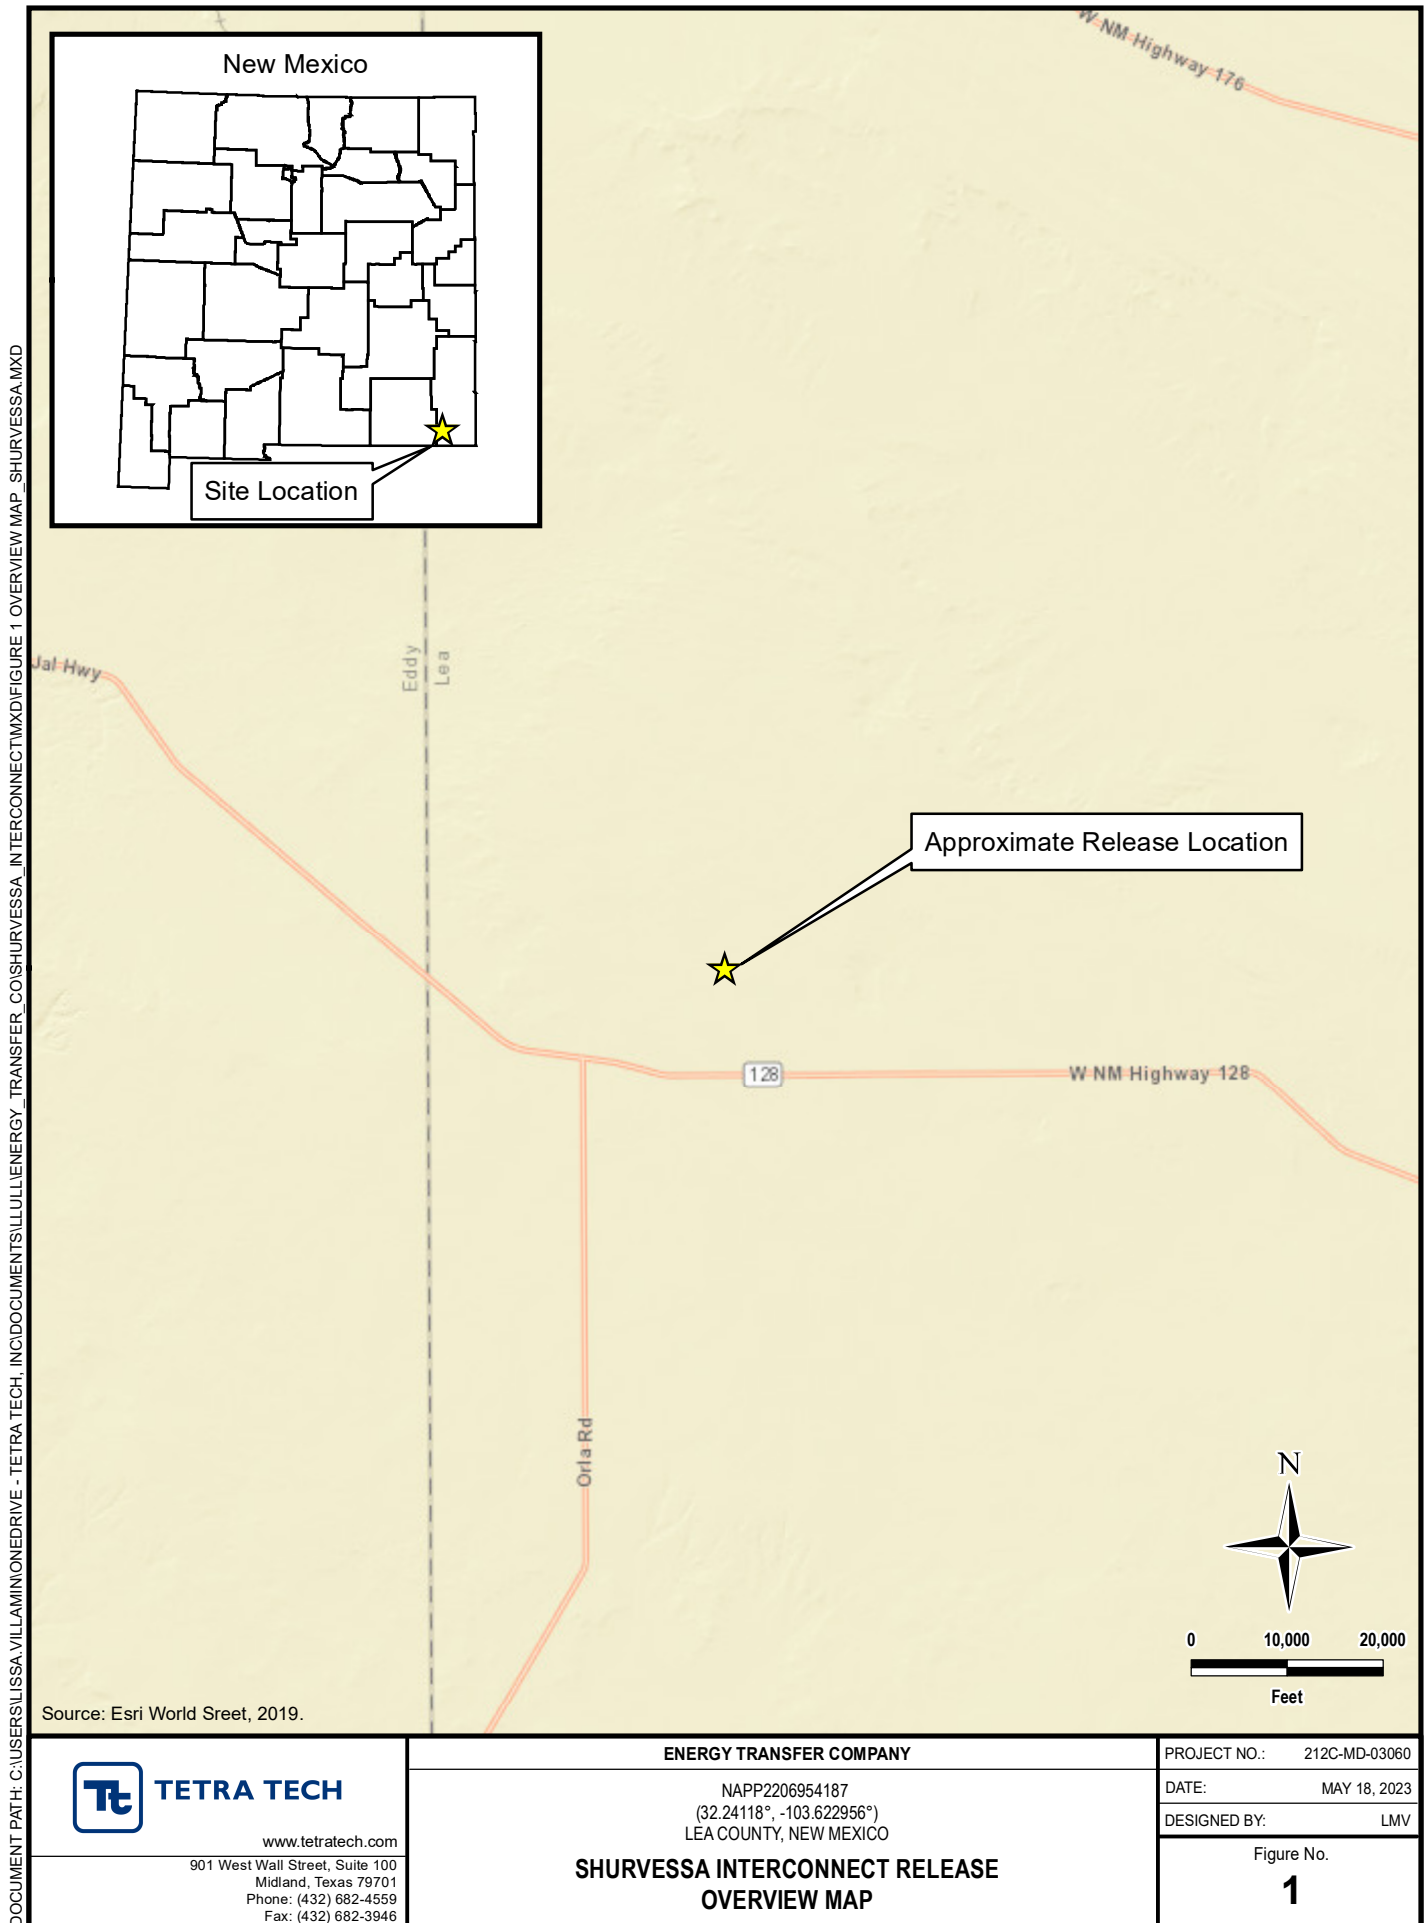 New Mexico
Site Location
W NM Highway 176
Jal Hwy
Eddy
Lea
Approximate Release Location
128
W NM Highway 128
Orla Rd
N
0 10,000 20,000
Feet
Source: Esri World Sreet, 2019.
DOCUMENT PATH: C:\USERS\LISSA.VILLAMIN\ONEDRIVE - TETRA TECH, INC\DOCUMENTS\LLULL\ENERGY_TRANSFER_CO\SHURVESSA_INTERCONNECT\MXD\FIGURE 1 OVERVIEW MAP_SHURVESSA.MXD
Tt TETRA TECH
www.tetratech.com
901 West Wall Street, Suite 100
Midland, Texas 79701
Phone: (432) 682-4559
Fax: (432) 682-3946
ENERGY TRANSFER COMPANY
NAPP2206954187
(32.24118°, -103.622956°)
LEA COUNTY, NEW MEXICO
SHURVESSA INTERCONNECT RELEASE
OVERVIEW MAP
PROJECT NO.: 212C-MD-03060
DATE: MAY 18, 2023
DESIGNED BY: LMV
Figure No.
1